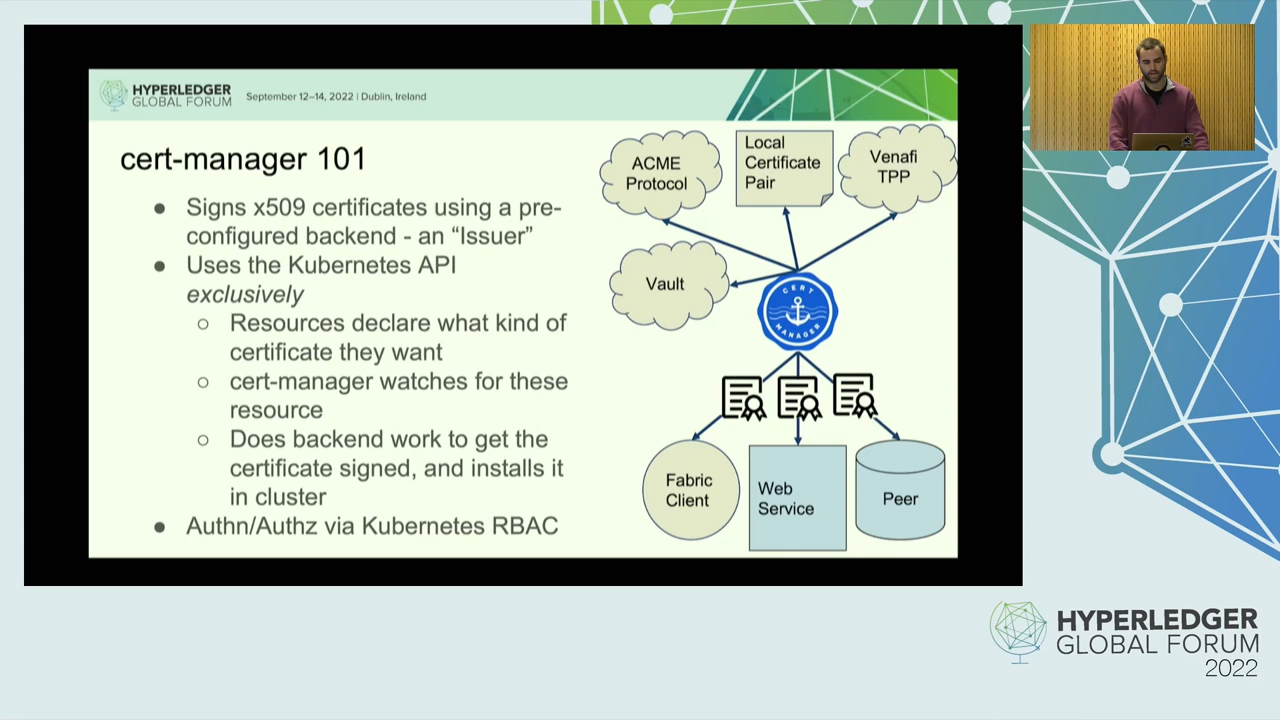 HYPERLEDGER
GLOBAL FORUM
September 12–14, 2022 | Dublin, Ireland
cert-manager 101
● Signs x509 certificates using a pre-
configured backend - an “Issuer”
● Uses the Kubernetes API
exclusively
○ Resources declare what kind of
certificate they want
○ cert-manager watches for these
resource
○ Does backend work to get the
certificate signed, and installs it
in cluster
● Authn/Authz via Kubernetes RBAC
ACME
Protocol
Local
Certificate
Pair
Venafi
TPP
Vault
CERT
MANAGER
Fabric
Client
Web
Service
Peer
HYPERLEDGER
GLOBAL FORUM
2022